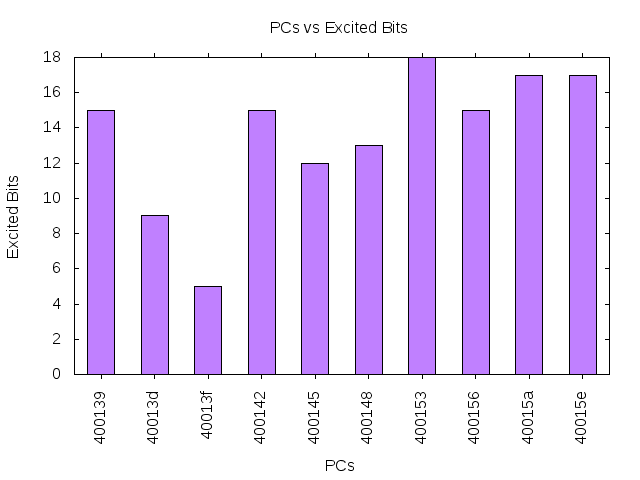 PCs vs Excited Bits
18
16
14
12
10
8
6
4
2
0
Excited Bits
400139
40013d
40013f
400142
400145
400148
400153
400156
40015a
40015e
PCs